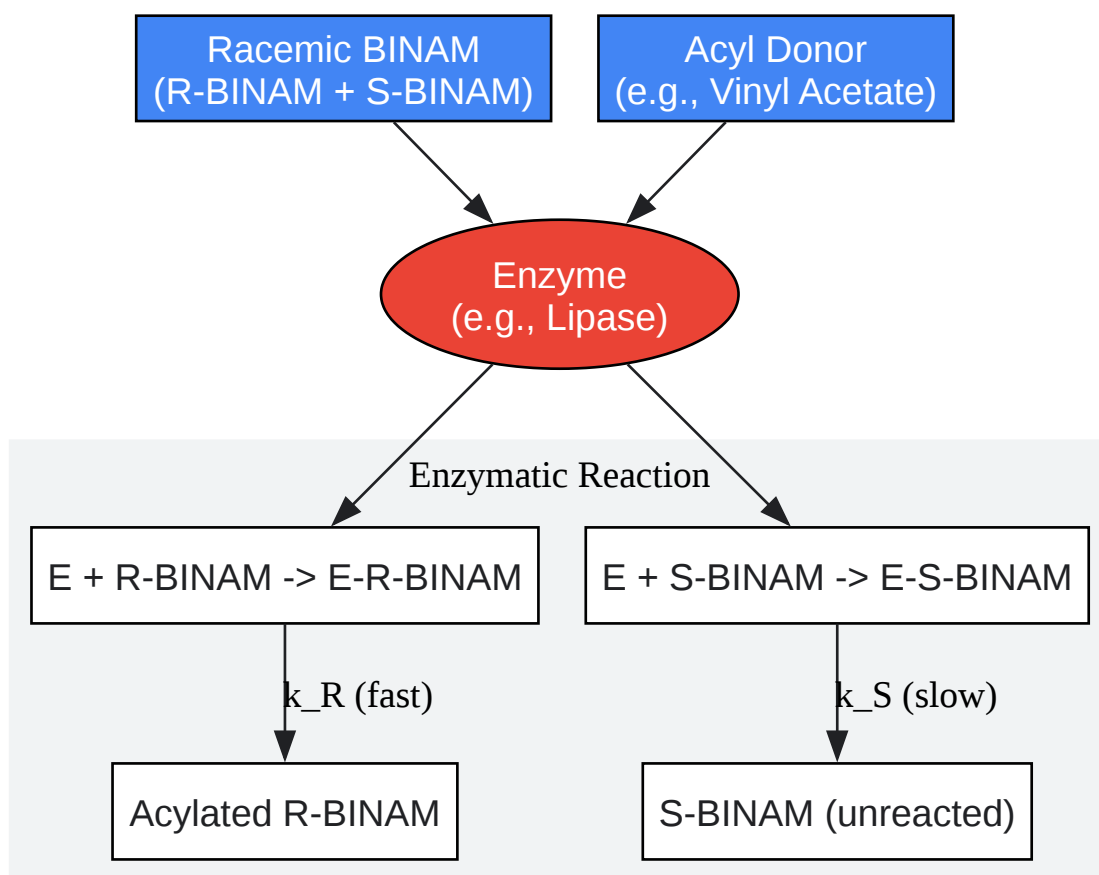 Racemic BINAM
(R-BINAM + S-BINAM)
Acyl Donor
(e.g., Vinyl Acetate)
Enzyme
(e.g., Lipase)
Enzymatic Reaction
E + R-BINAM -> E-R-BINAM
E + S-BINAM -> E-S-BINAM
k_R (fast)
k_S (slow)
Acylated R-BINAM
S-BINAM (unreacted)